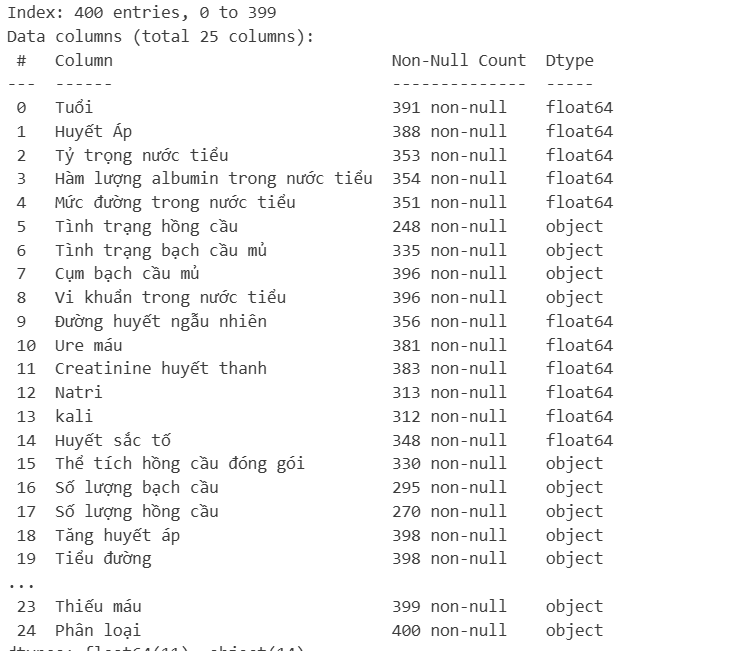 Index: 400 entries, 0 to 399
Data columns (total 25 columns):
 #   Column                            Non-Null Count  Dtype
---  ------                            --------------  -----
 0   Tuổi                              391 non-null    float64
 1   Huyết Áp                          388 non-null    float64
 2   Tỷ trọng nước tiểu                353 non-null    float64
 3   Hàm lượng albumin trong nước tiểu  354 non-null    float64
 4   Mức đường trong nước tiểu         351 non-null    float64
 5   Tình trạng hồng cầu               248 non-null    object
 6   Tình trạng bạch cầu mủ            335 non-null    object
 7   Cụm bạch cầu mủ                   396 non-null    object
 8   Vi khuẩn trong nước tiểu          396 non-null    object
 9   Đường huyết ngẫu nhiên            356 non-null    float64
 10  Ure máu                           381 non-null    float64
 11  Creatinine huyết thanh            383 non-null    float64
 12  Natri                             313 non-null    float64
 13  kali                              312 non-null    float64
 14  Huyết sắc tố                      348 non-null    float64
 15  Thể tích hồng cầu đóng gói        330 non-null    object
 16  Số lượng bạch cầu                 295 non-null    object
 17  Số lượng hồng cầu                 270 non-null    object
 18  Tăng huyết áp                     398 non-null    object
 19  Tiểu đường                        398 non-null    object
...
 23  Thiếu máu                         399 non-null    object
 24  Phân loại                         400 non-null    object
dtypes: float64(11), object(14)